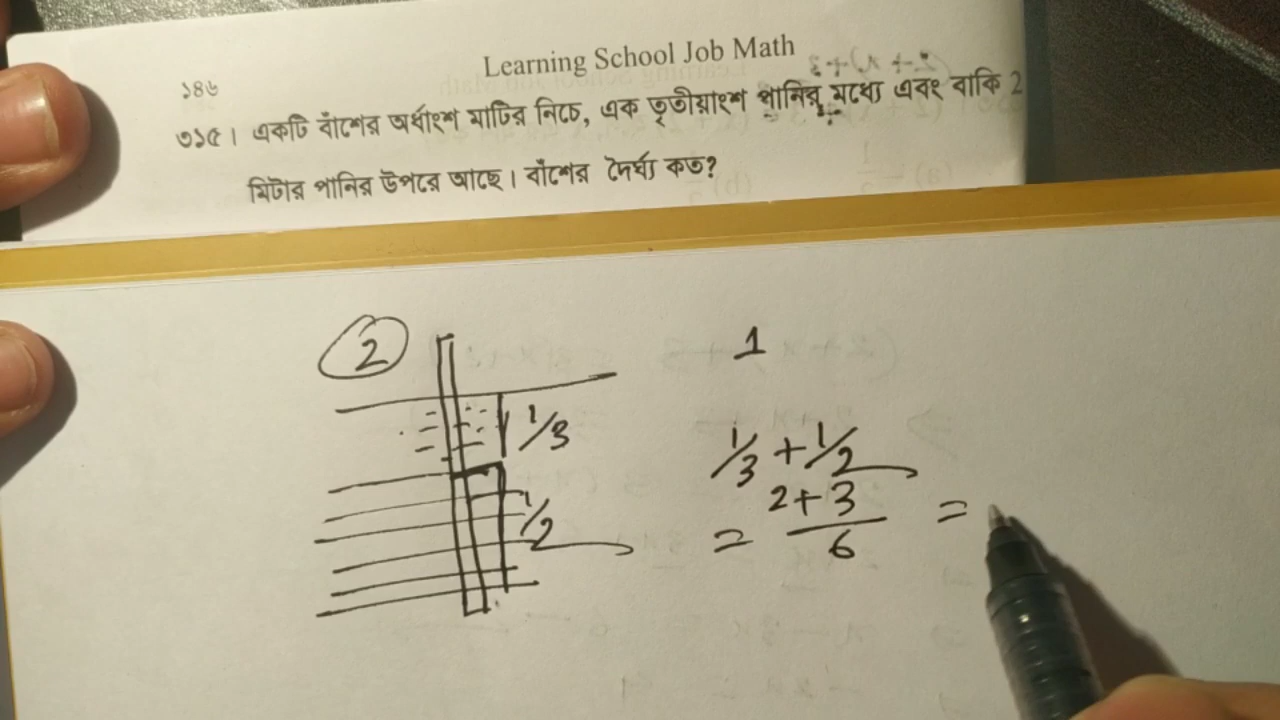 Learning School Job Math
১৪৬
৩১৫। একটি বাঁশের অর্ধাংশ মাটির নিচে, এক তৃতীয়াংশ পানির মধ্যে এবং বাকি 2
মিটার পানির উপরে আছে। বাঁশের দৈর্ঘ্য কত?
2
1
1/3
1/3 + 1/2
1/2
= 2+3/6 =